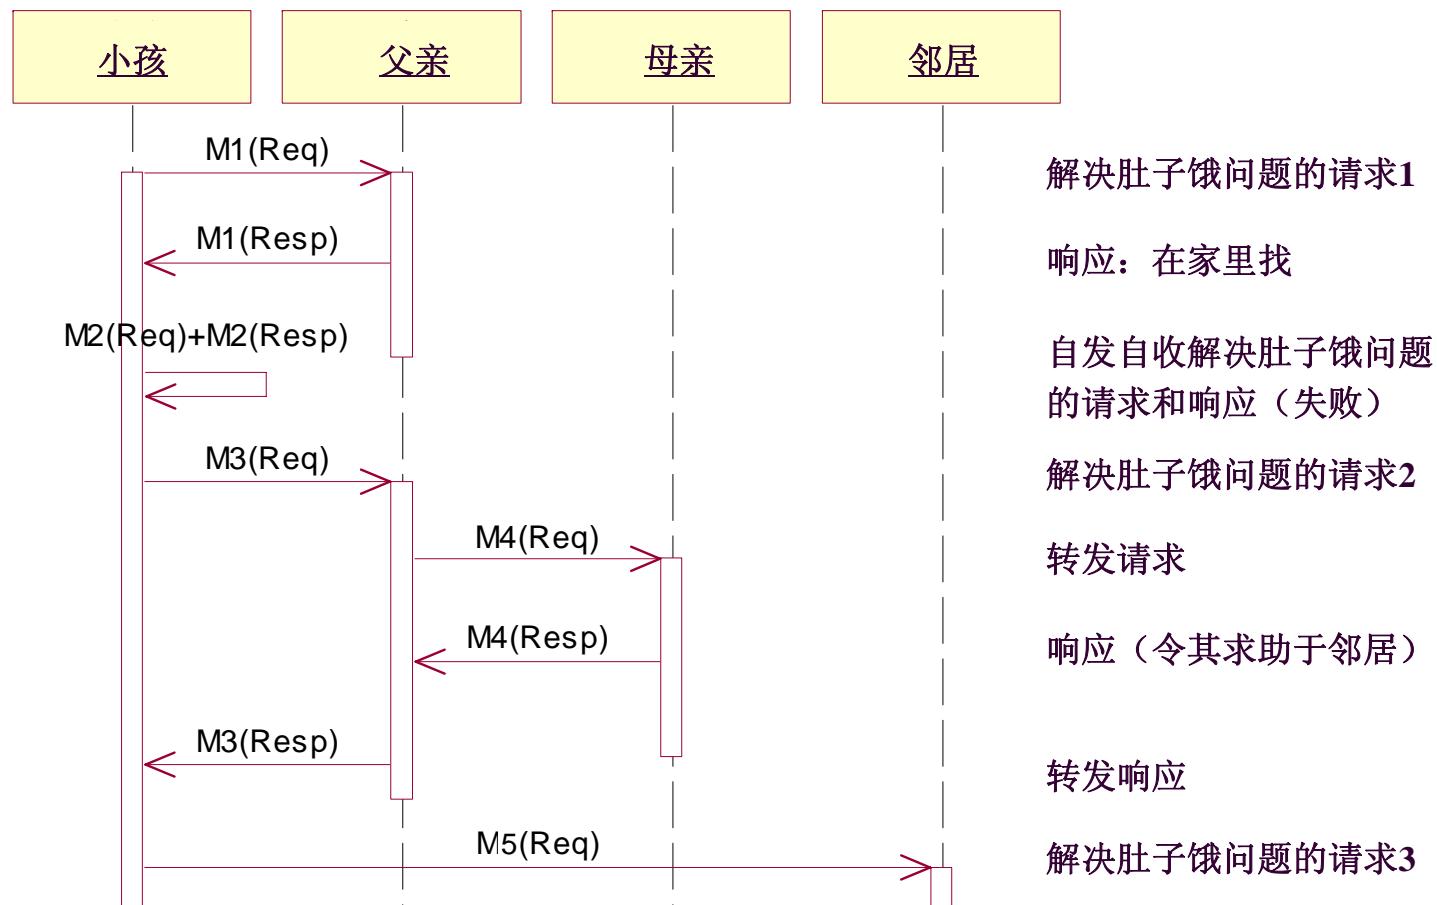 小孩
父亲
母亲
邻居
M1(Req)
解决肚子饿问题的请求1
M1(Resp)
响应：在家里找
M2(Req)+M2(Resp)
自发自收解决肚子饿问题
的请求和响应（失败）
M3(Req)
解决肚子饿问题的请求2
M4(Req)
转发请求
M4(Resp)
响应（令其求助于邻居）
M3(Resp)
转发响应
M5(Req)
解决肚子饿问题的请求3